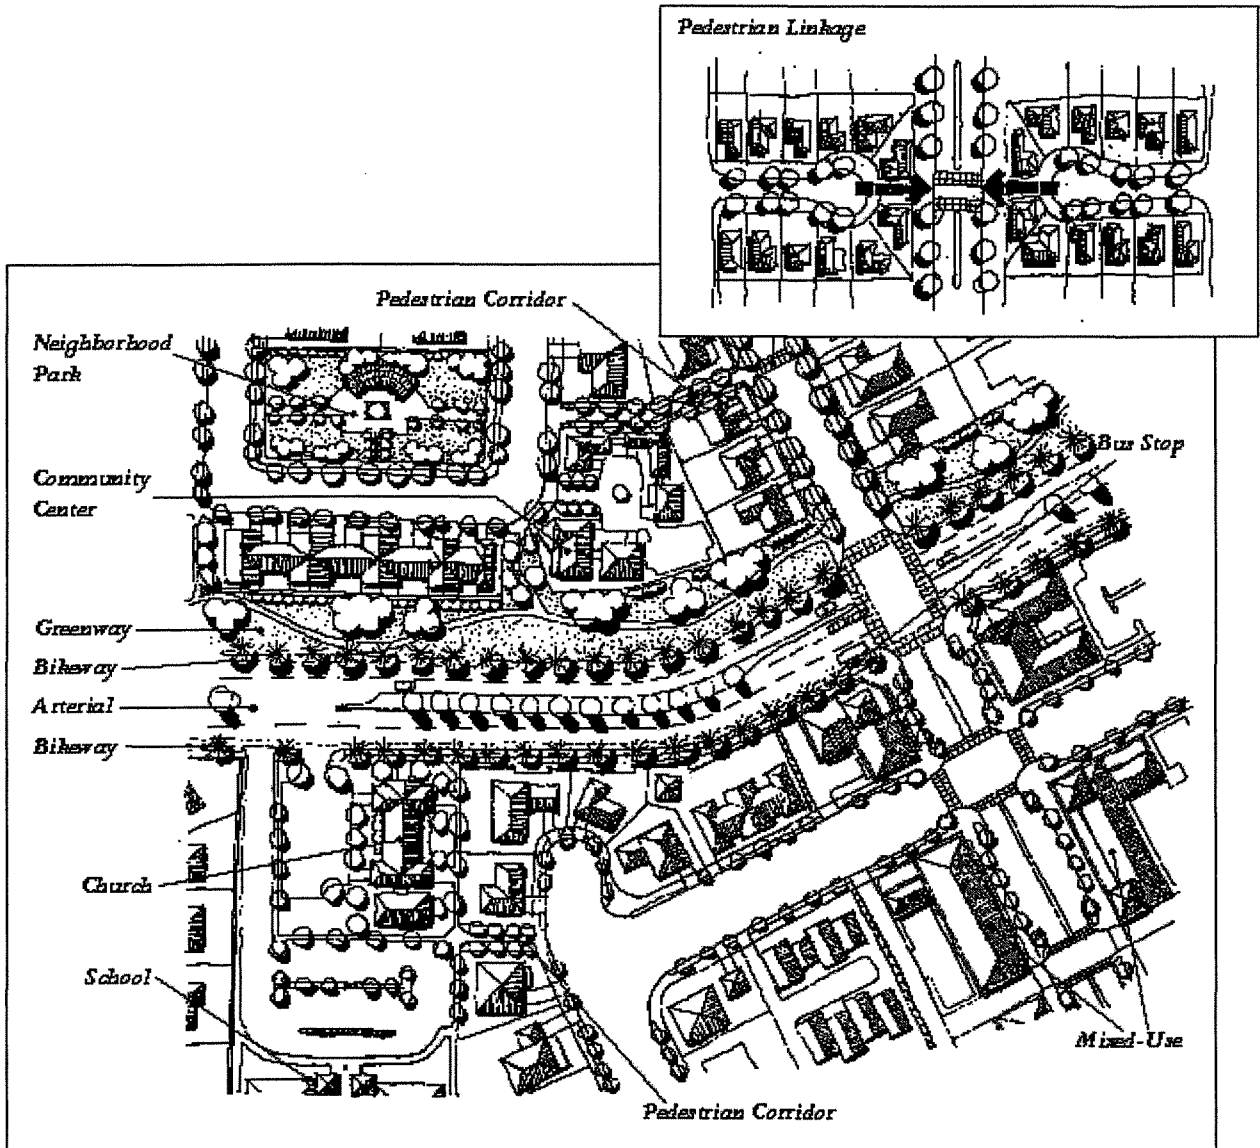 Pedestrian Linkage
Pedestrian Corridor
Neighborhood
Park
Bus Stop
Community
Center
Greenway
Bikeway
Arterial
Bikeway
Church
School
Mixed-Use
Pedestrian Corridor